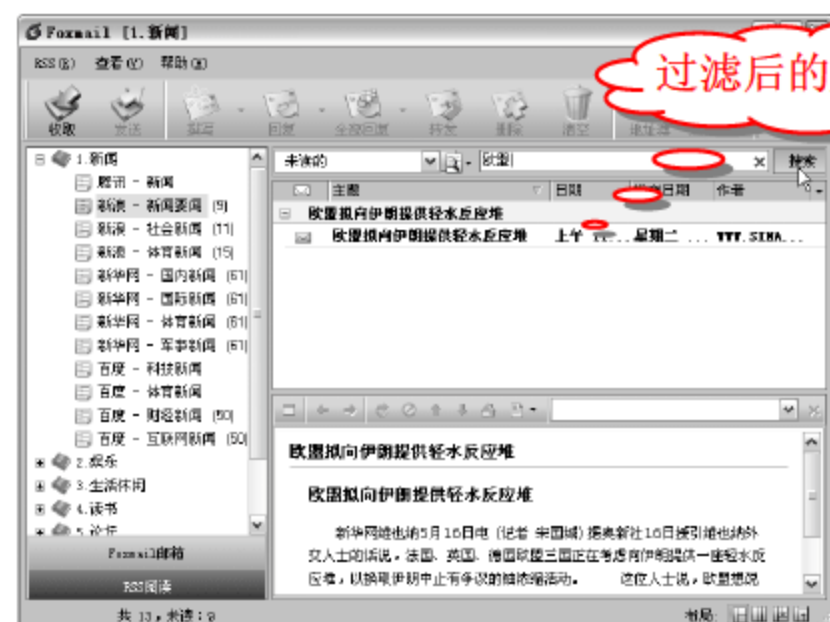 Foxmail [1.新闻]
RSS(R) 查看(V) 帮助(H)
过滤后的
收取 发送 撰写 回复 全部回复 转发 删除 清空 地址簿
1.新闻
未读的 欧盟 搜索
腾讯 - 新闻
主题 日期 作者
新浪 - 新闻要闻 (9)
欧盟拟向伊朗提供轻水反应堆
新浪 - 社会新闻 (11)
欧盟拟向伊朗提供轻水反应堆 上午 星期二 ... WWW.SINA...
新浪 - 体育新闻 (15)
新华网 - 国内新闻 (61)
新华网 - 国际新闻 (61)
新华网 - 体育新闻 (61)
新华网 - 军事新闻 (61)
百度 - 科技新闻
百度 - 体育新闻
百度 - 财经新闻 (50)
百度 - 互联网新闻 (50)
2.娱乐
3.生活休闲
4.读书
5.论坛
Foxmail邮箱
RSS阅读
欧盟拟向伊朗提供轻水反应堆
欧盟拟向伊朗提供轻水反应堆
新华网维也纳5月16日电 (记者 宋国城) 据奥新社16日援引维也纳外
交人士的话说，法国、英国、德国欧盟三国正在考虑向伊朗提供一座轻水反
应堆，以换取伊朗中止有争议的铀浓缩活动。 这位人士说，欧盟想说
共 13，未读：9
布局: